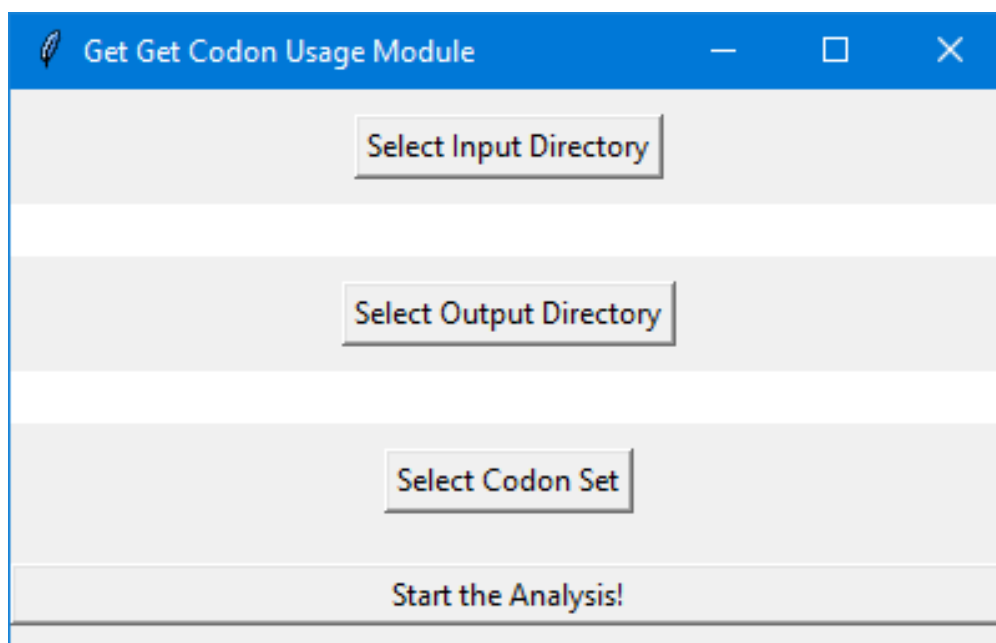 Get Get Codon Usage Module
Select Input Directory
Select Output Directory
Select Codon Set
Start the Analysis!